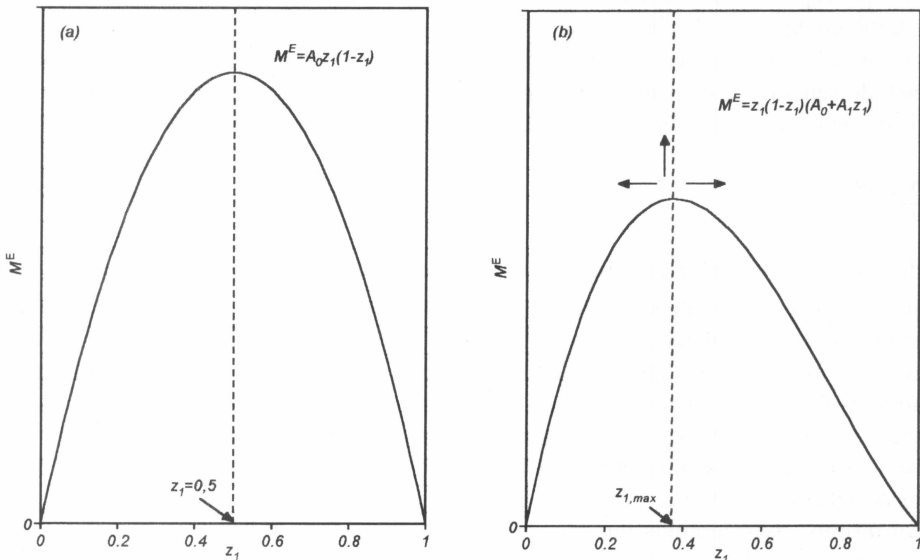 (a)
M^E=A_0z_1(1-z_1)
M^E
z_1=0,5
0
0 0.2 0.4 0.6 0.8 1
z_1
(b)
M^E=z_1(1-z_1)(A_0+A_1z_1)
M^E
z_1,max
0
0 0.2 0.4 0.6 0.8 1
z_1